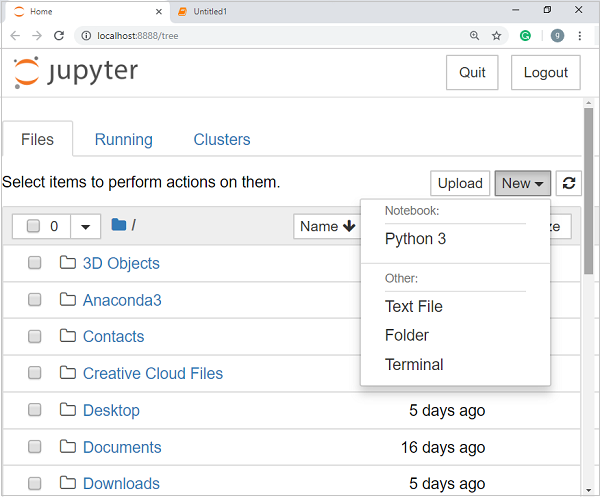 Home
Untitled1
localhost:8888/tree
g
jupyter
Quit
Logout
Files
Running
Clusters
Select items to perform actions on them.
Upload
New
0
/
Name
ze
Notebook:
Python 3
Other:
Text File
Folder
Terminal
3D Objects
Anaconda3
Contacts
Creative Cloud Files
Desktop
5 days ago
Documents
16 days ago
Downloads
5 days ago